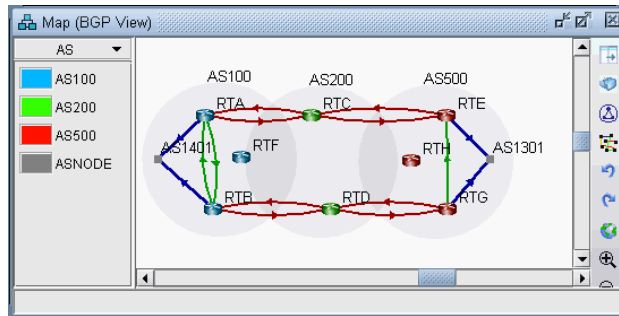 Map (BGP View)
AS
AS100
AS200
AS500
ASNODE
AS100 AS200 AS500
RTA RTC RTE
AS1401 RTF RTH AS1301
RTB RTD RTG